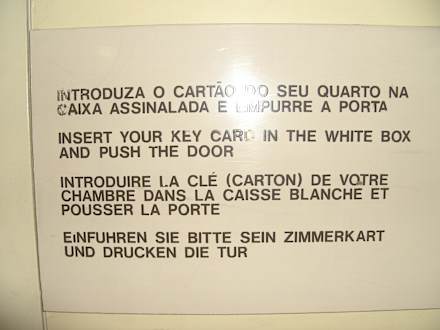 INTRODUZA O CARTÃO DO SEU QUARTO NA
CAIXA ASSINALADA E EMPURRE A PORTA
INSERT YOUR KEY CARD IN THE WHITE BOX
AND PUSH THE DOOR
INTRODUIRE LA CLÉ (CARTON) DE VOTRE
CHAMBRE DANS LA CAISSE BLANCHE ET
POUSSER LA PORTE
EINFUHREN SIE BITTE SEIN ZIMMERKART
UND DRUCKEN DIE TUR